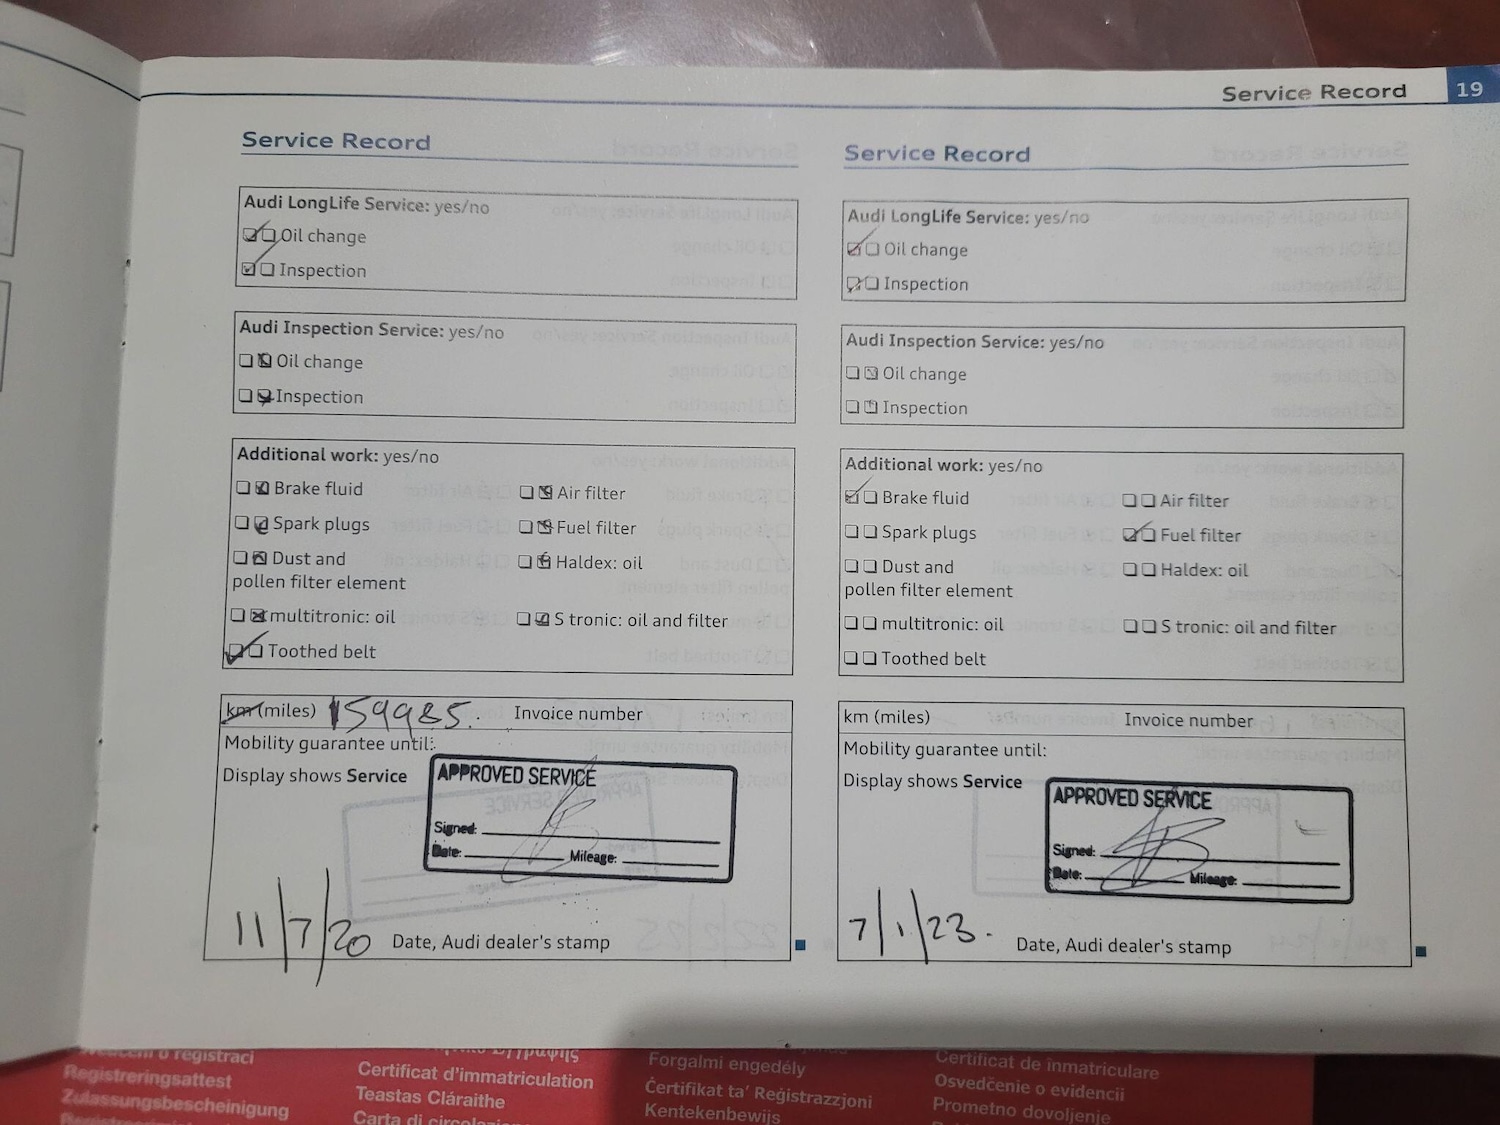 Service Record 19
Service Record
Audi LongLife Service: yes/no
Oil change
Inspection
Audi Inspection Service: yes/no
Oil change
Inspection
Additional work: yes/no
Brake fluid Air filter
Spark plugs Fuel filter
Dust and Haldex: oil
pollen filter element
multitronic: oil S tronic: oil and filter
Toothed belt
km (miles) 159985. Invoice number
Mobility guarantee until:
Display shows Service
APPROVED SERVICE
Signed:
Date: Mileage:
11/7/20 Date, Audi dealer's stamp
Service Record
Audi LongLife Service: yes/no
Oil change
Inspection
Audi Inspection Service: yes/no
Oil change
Inspection
Additional work: yes/no
Brake fluid Air filter
Spark plugs Fuel filter
Dust and Haldex: oil
pollen filter element
multitronic: oil S tronic: oil and filter
Toothed belt
km (miles) Invoice number
Mobility guarantee until:
Display shows Service
APPROVED SERVICE
Signed:
Date: Mileage:
7/1/23. Date, Audi dealer's stamp
o registraci
Registreringsattest
Zulassungsbescheinigung
Certificat d'immatriculation
Teastas Cláraithe
Carta di
Forgalmi engedély
Ċertifikat ta' Reġistrazzjoni
Kentekenbewijs
Certificat de înmatriculare
Osvedčenie o evidencii
Prometno dovoljenje